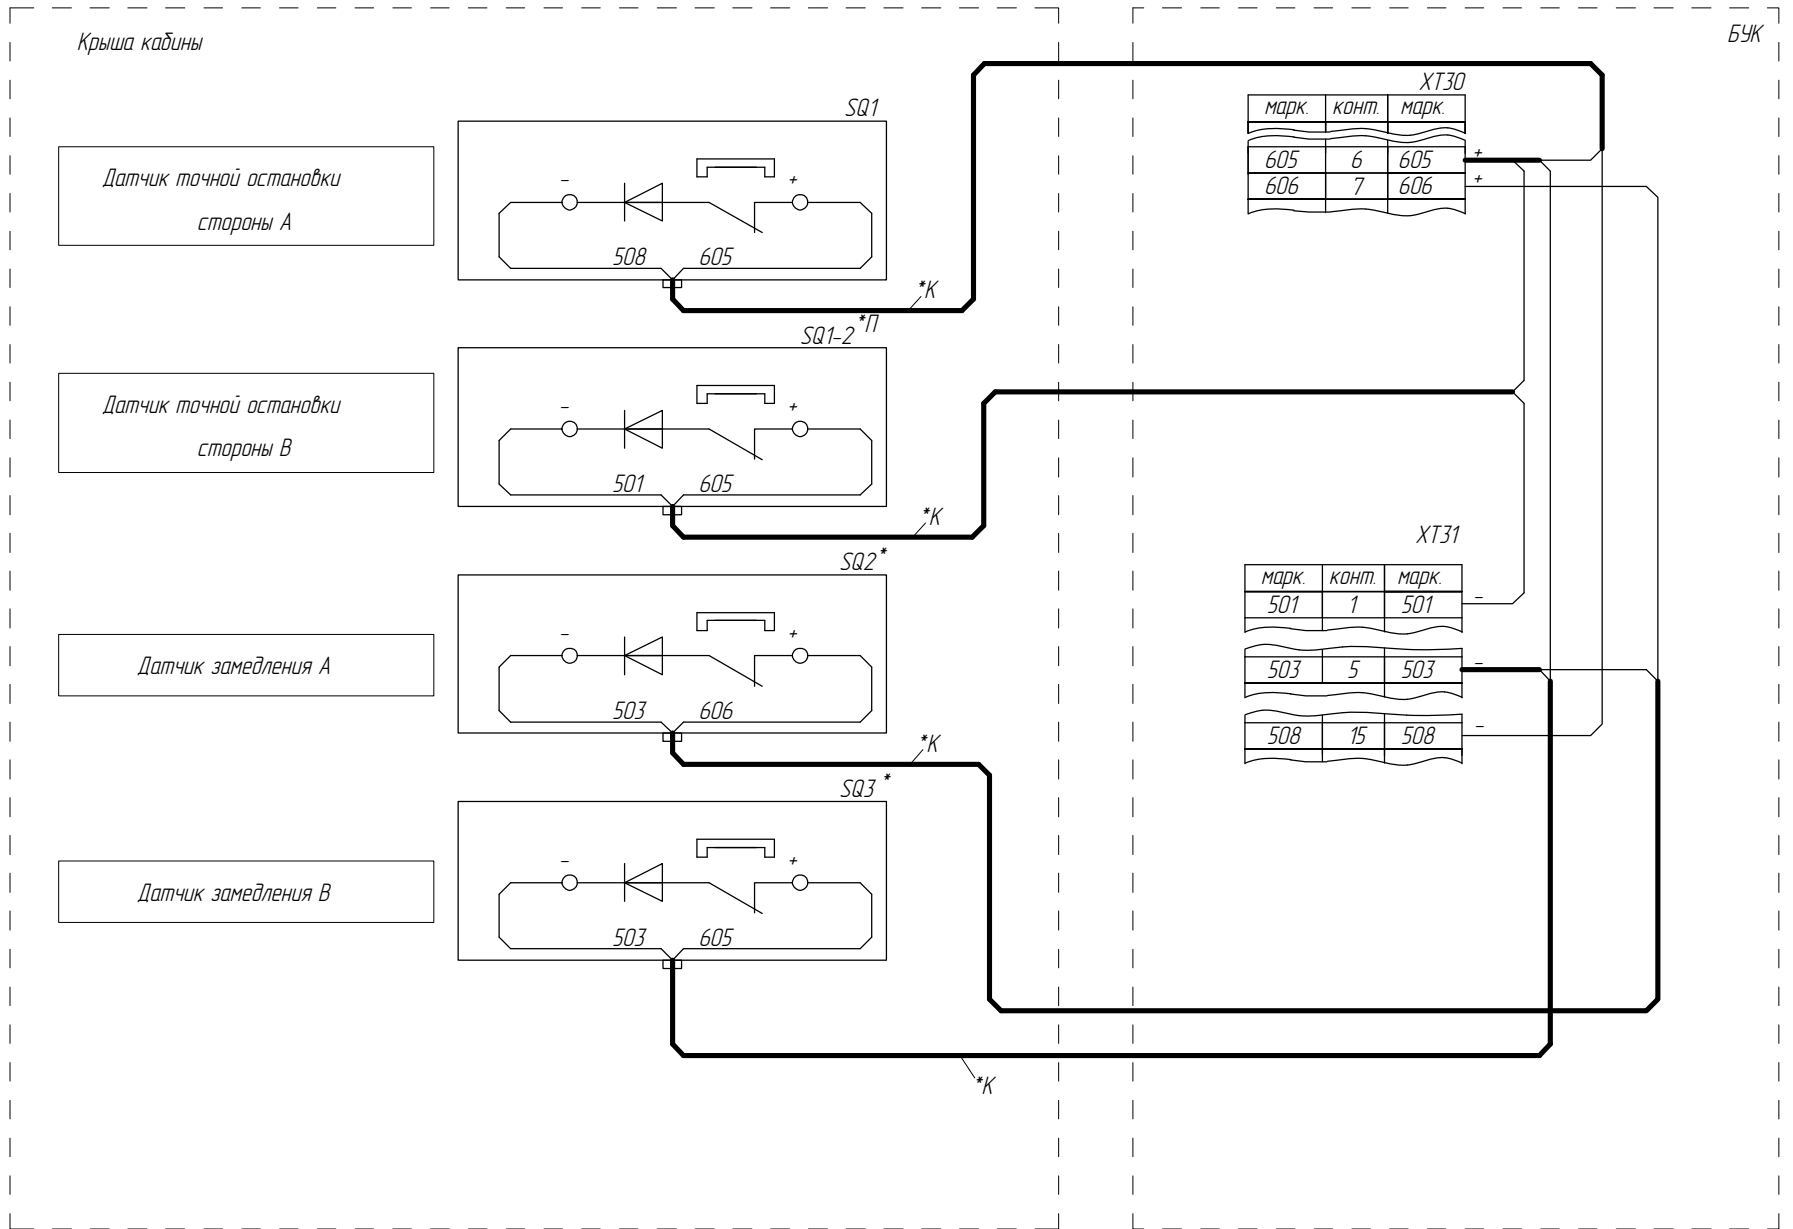 Крыша кабины
БУК
SQ1
Датчик точной остановки
стороны А
-
+
508
605
*К
*П
SQ1-2
Датчик точной остановки
стороны В
-
+
501
605
*К
SQ2*
Датчик замедления А
-
+
503
606
*К
SQ3 *
Датчик замедления В
-
+
503
605
*К
XT30
марк. конт. марк.
605 6 605 +
606 7 606 +
XT31
марк. конт. марк.
501 1 501 -
503 5 503 -
508 15 508 -